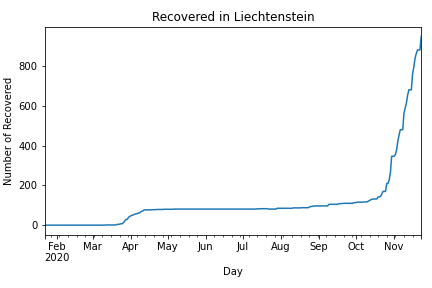 Recovered in Liechtenstein
Number of Recovered
800
600
400
200
0
Feb Mar Apr May Jun Jul Aug Sep Oct Nov
2020
Day